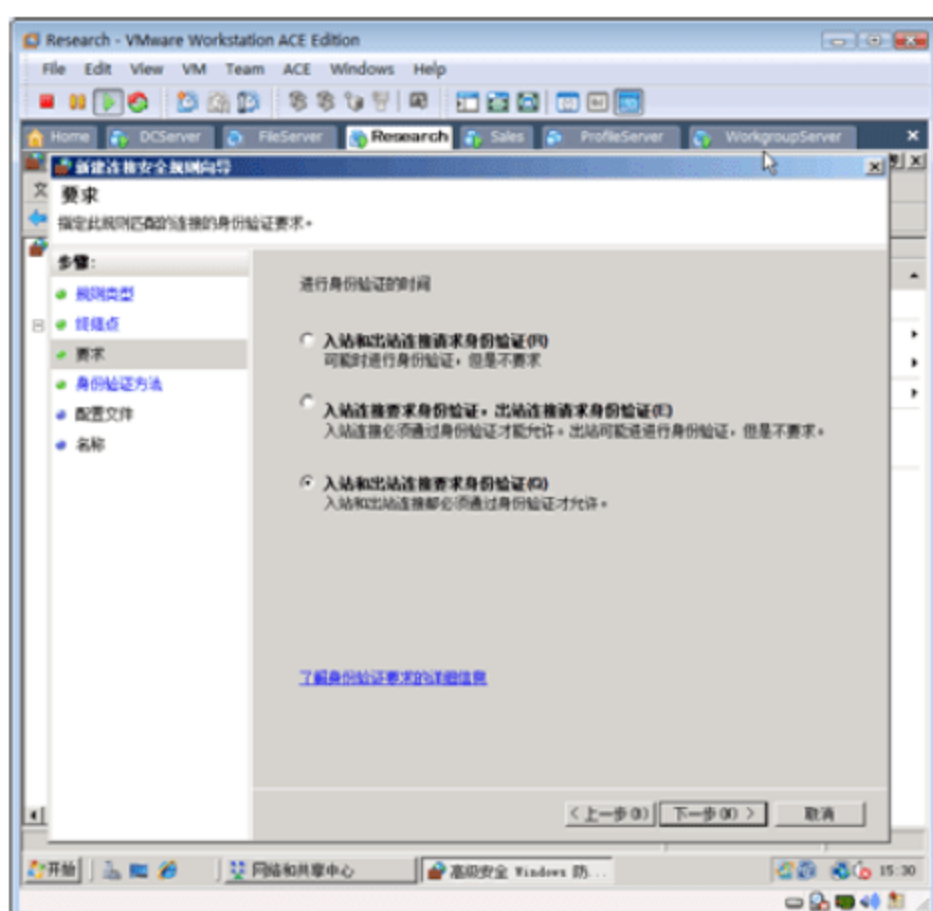 Research - VMware Workstation ACE Edition
File Edit View VM Team ACE Windows Help
Home DCServer FileServer Research Sales ProfileServer WorkgroupServer
新建连接安全规则向导
文
要求
指定此规则匹配的连接的身份验证要求。
步骤:
规则类型
终结点
要求
身份验证方法
配置文件
名称
进行身份验证的时间
入站和出站连接请求身份验证(R)
可能时进行身份验证，但是不要求
入站连接要求身份验证。出站连接请求身份验证(E)
入站连接必须通过身份验证才能允许。出站可能进进行身份验证，但是不要求。
入站和出站连接要求身份验证(Q)
入站和出站连接都必须通过身份验证才允许。
了解身份验证要求的详细信息
< 上一步(B) 下一步(N) > 取消
开始 网络和共享中心 高级安全 Windows 防... 15:30